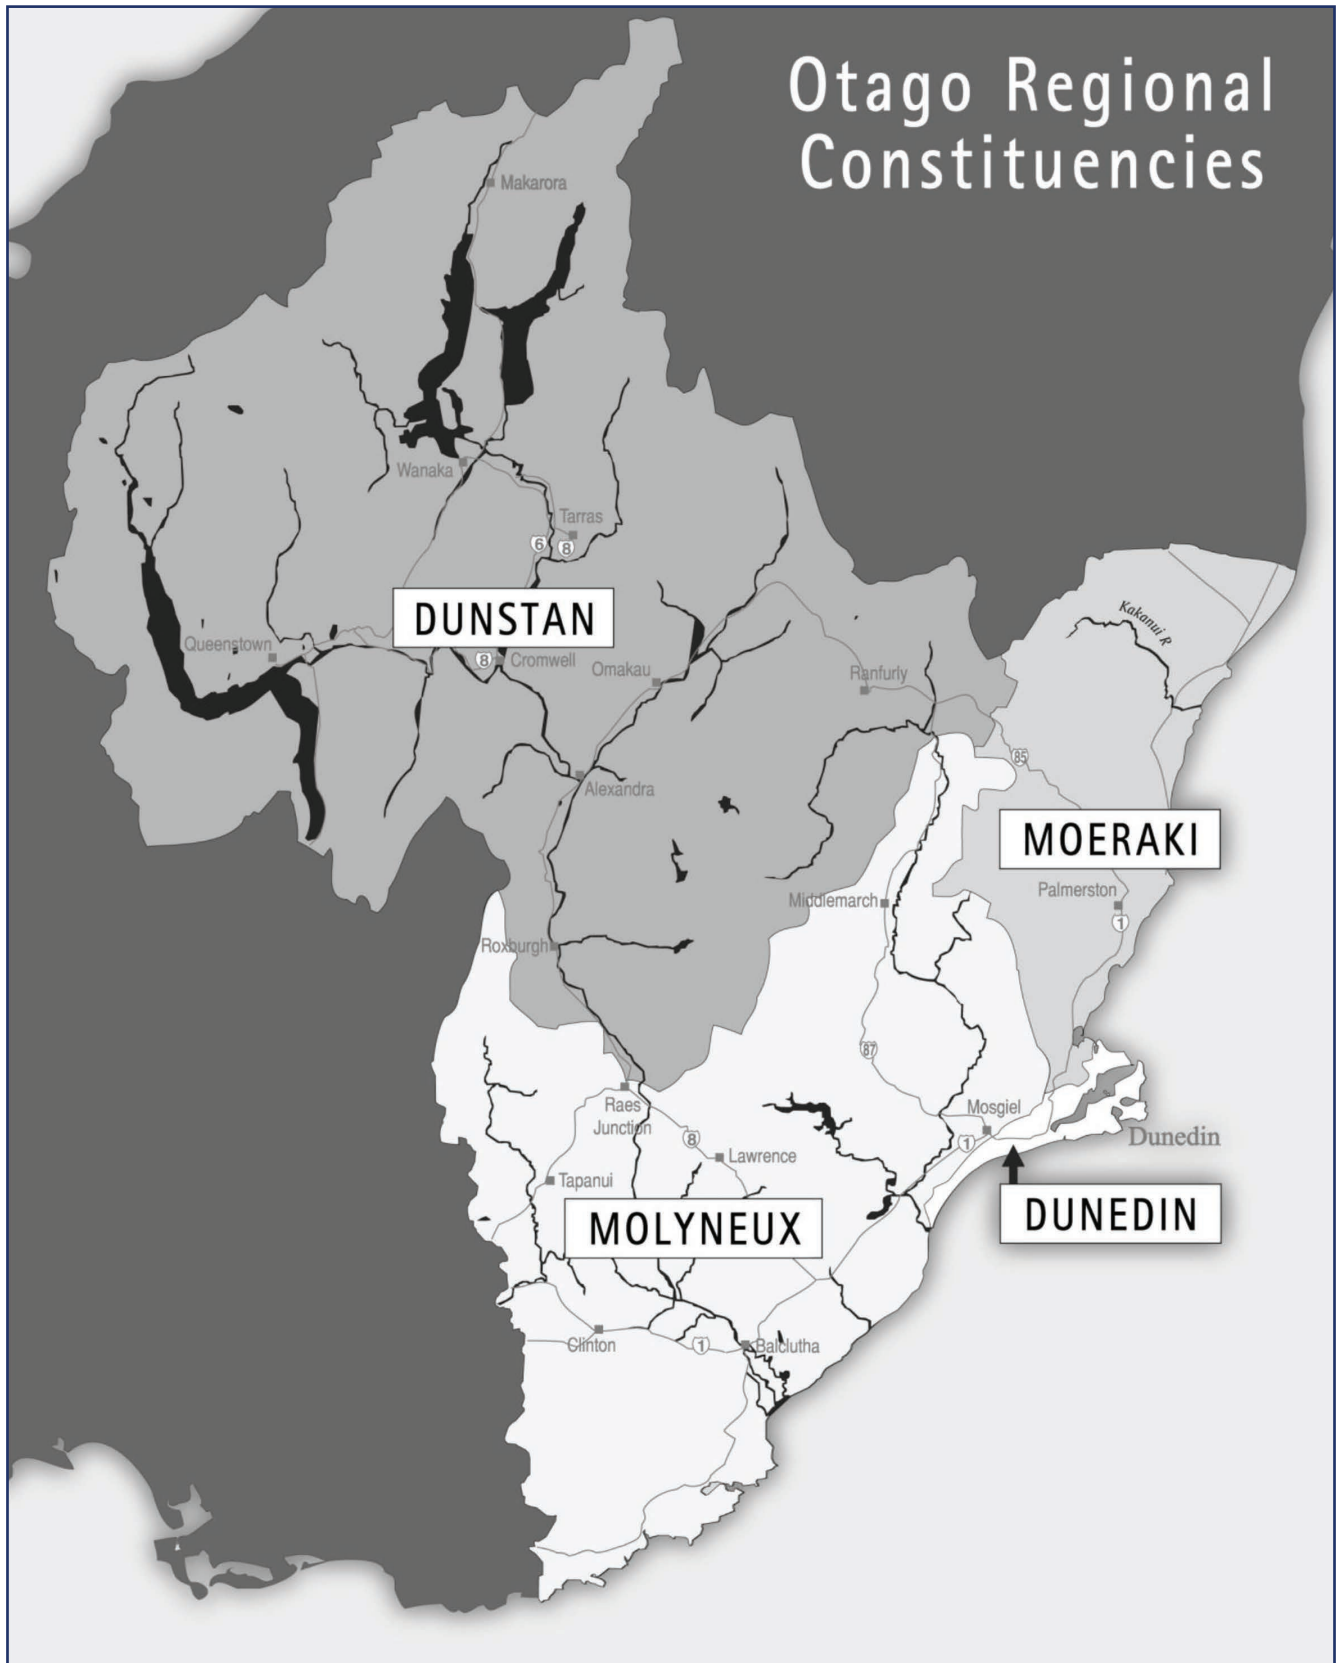 Otago Regional
Constituencies
Makarora
Wanaka
Tarras
6
8
Kakanui R
DUNSTAN
Queenstown
8
Cromwell
Omakau
Ranfurly
85
Alexandra
MOERAKI
Palmerston
Middlemarch
1
Roxburgh
87
Raes
Junction
Mosgiel
8
1
Dunedin
Lawrence
Tapanui
MOLYNEUX
DUNEDIN
Clinton
1
Balclutha